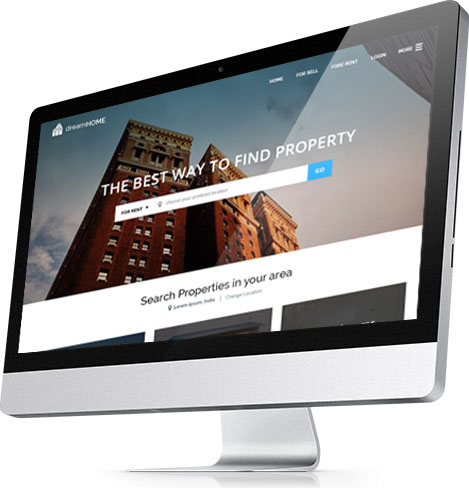 dreamHOME
HOME FOR SELL FORE RENT LOGIN MORE
THE BEST WAY TO FIND PROPERTY
FOR RENT choose your preferred location GO
Search Properties in your area
Lorem ipsum, India | Change Location